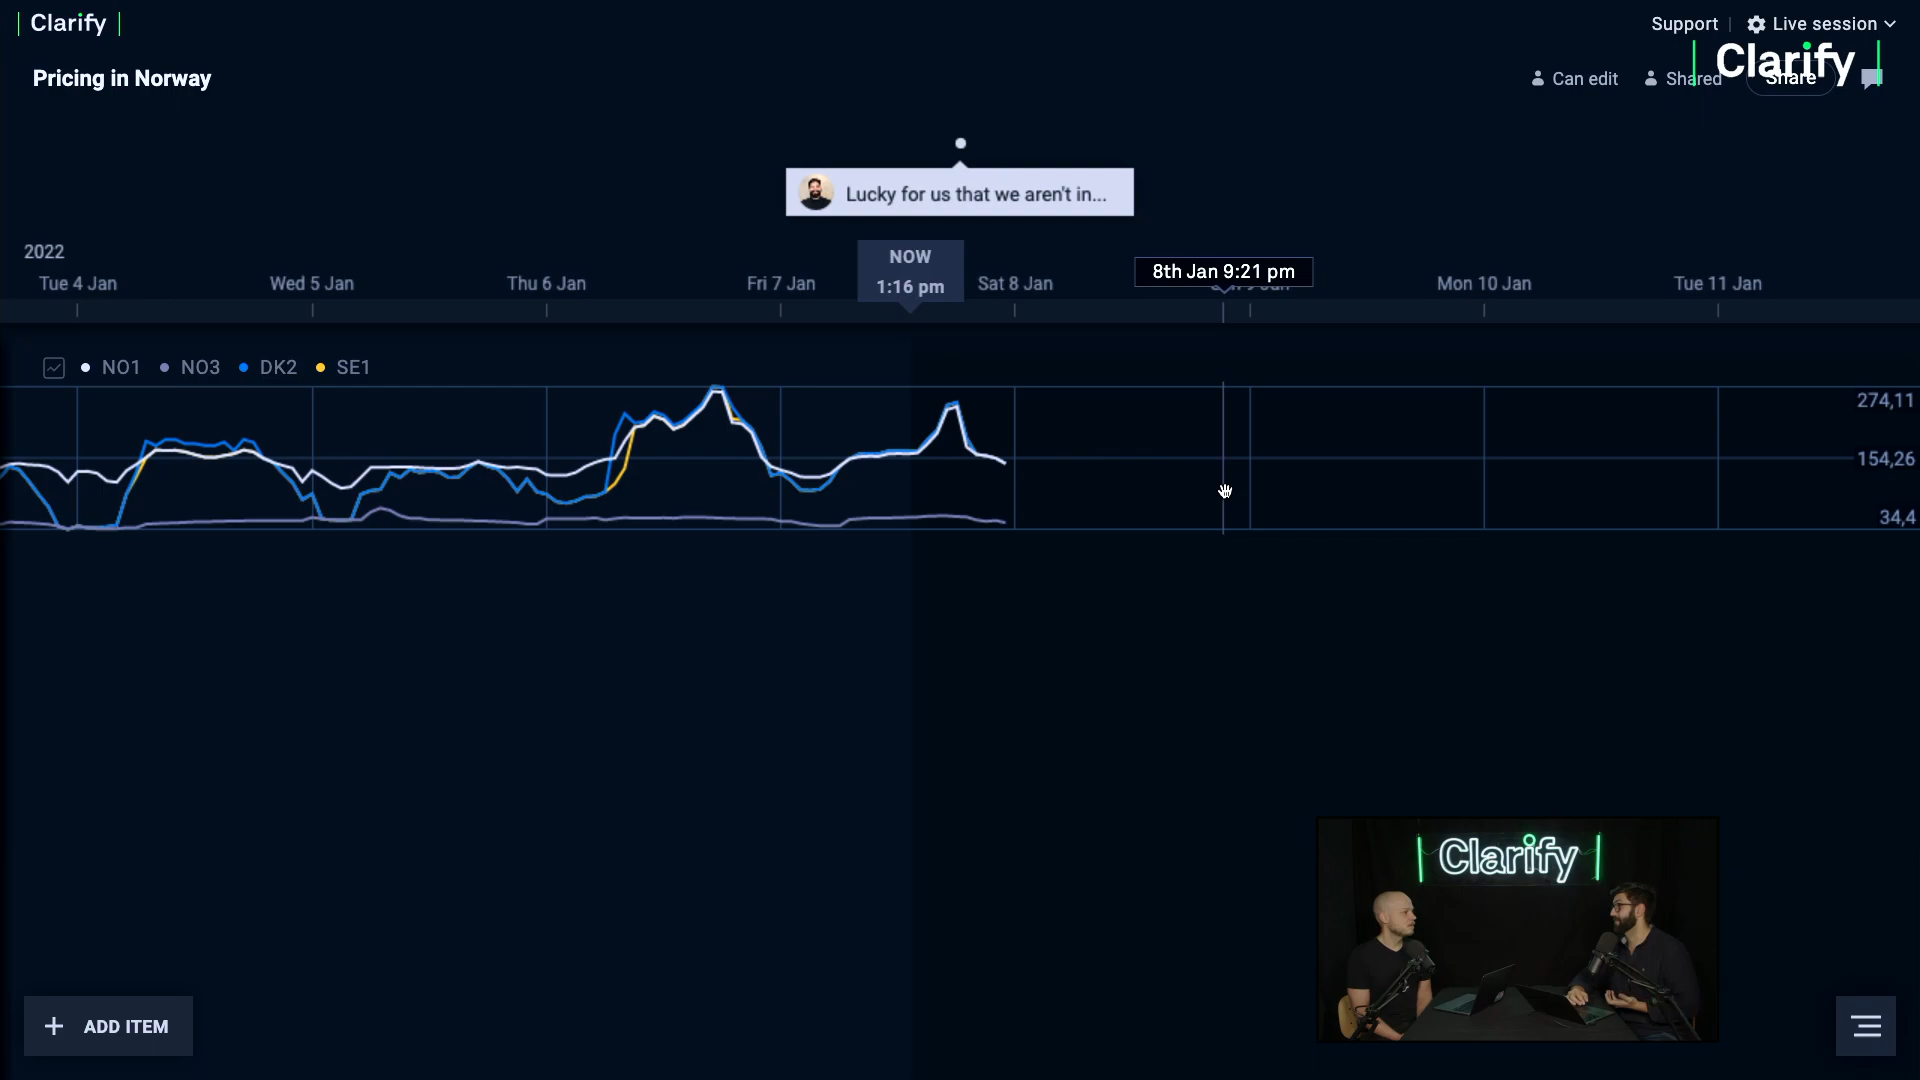 Clarify
Support
Live session
Clarify
Pricing in Norway
Can edit
Shared
Share
Lucky for us that we aren't in...
2022
NOW
1:16 pm
8th Jan 9:21 pm
Tue 4 Jan
Wed 5 Jan
Thu 6 Jan
Fri 7 Jan
Sat 8 Jan
Mon 10 Jan
Tue 11 Jan
NO1
NO3
DK2
SE1
274,11
154,26
34,4
Clarify
ADD ITEM